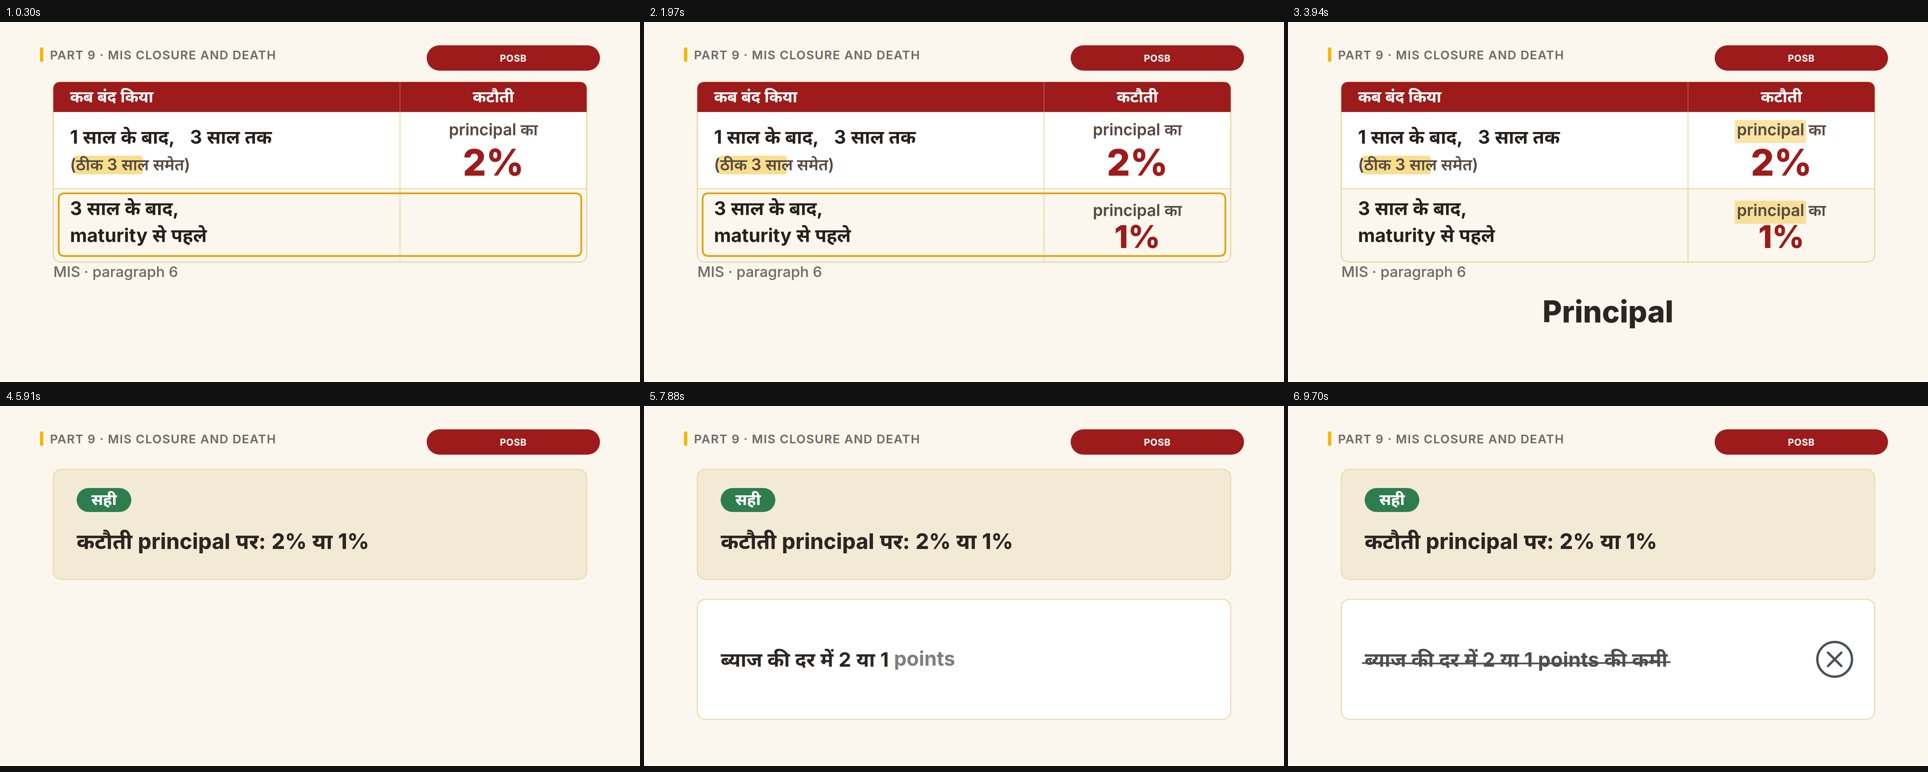 1. 0.30s
PART 9 · MIS CLOSURE AND DEATH
POSB
कब बंद किया
कटौती
1 साल के बाद, 3 साल तक
(ठीक 3 साल समेत)
principal का
2%
3 साल के बाद,
maturity से पहले
MIS · paragraph 6
2. 1.97s
PART 9 · MIS CLOSURE AND DEATH
POSB
कब बंद किया
कटौती
1 साल के बाद, 3 साल तक
(ठीक 3 साल समेत)
principal का
2%
3 साल के बाद,
maturity से पहले
principal का
1%
MIS · paragraph 6
3. 3.94s
PART 9 · MIS CLOSURE AND DEATH
POSB
कब बंद किया
कटौती
1 साल के बाद, 3 साल तक
(ठीक 3 साल समेत)
principal का
2%
3 साल के बाद,
maturity से पहले
principal का
1%
MIS · paragraph 6
Principal
4. 5.91s
PART 9 · MIS CLOSURE AND DEATH
POSB
सही
कटौती principal पर: 2% या 1%
5. 7.88s
PART 9 · MIS CLOSURE AND DEATH
POSB
सही
कटौती principal पर: 2% या 1%
ब्याज की दर में 2 या 1 points
6. 9.70s
PART 9 · MIS CLOSURE AND DEATH
POSB
सही
कटौती principal पर: 2% या 1%
ब्याज की दर में 2 या 1 points की कमी